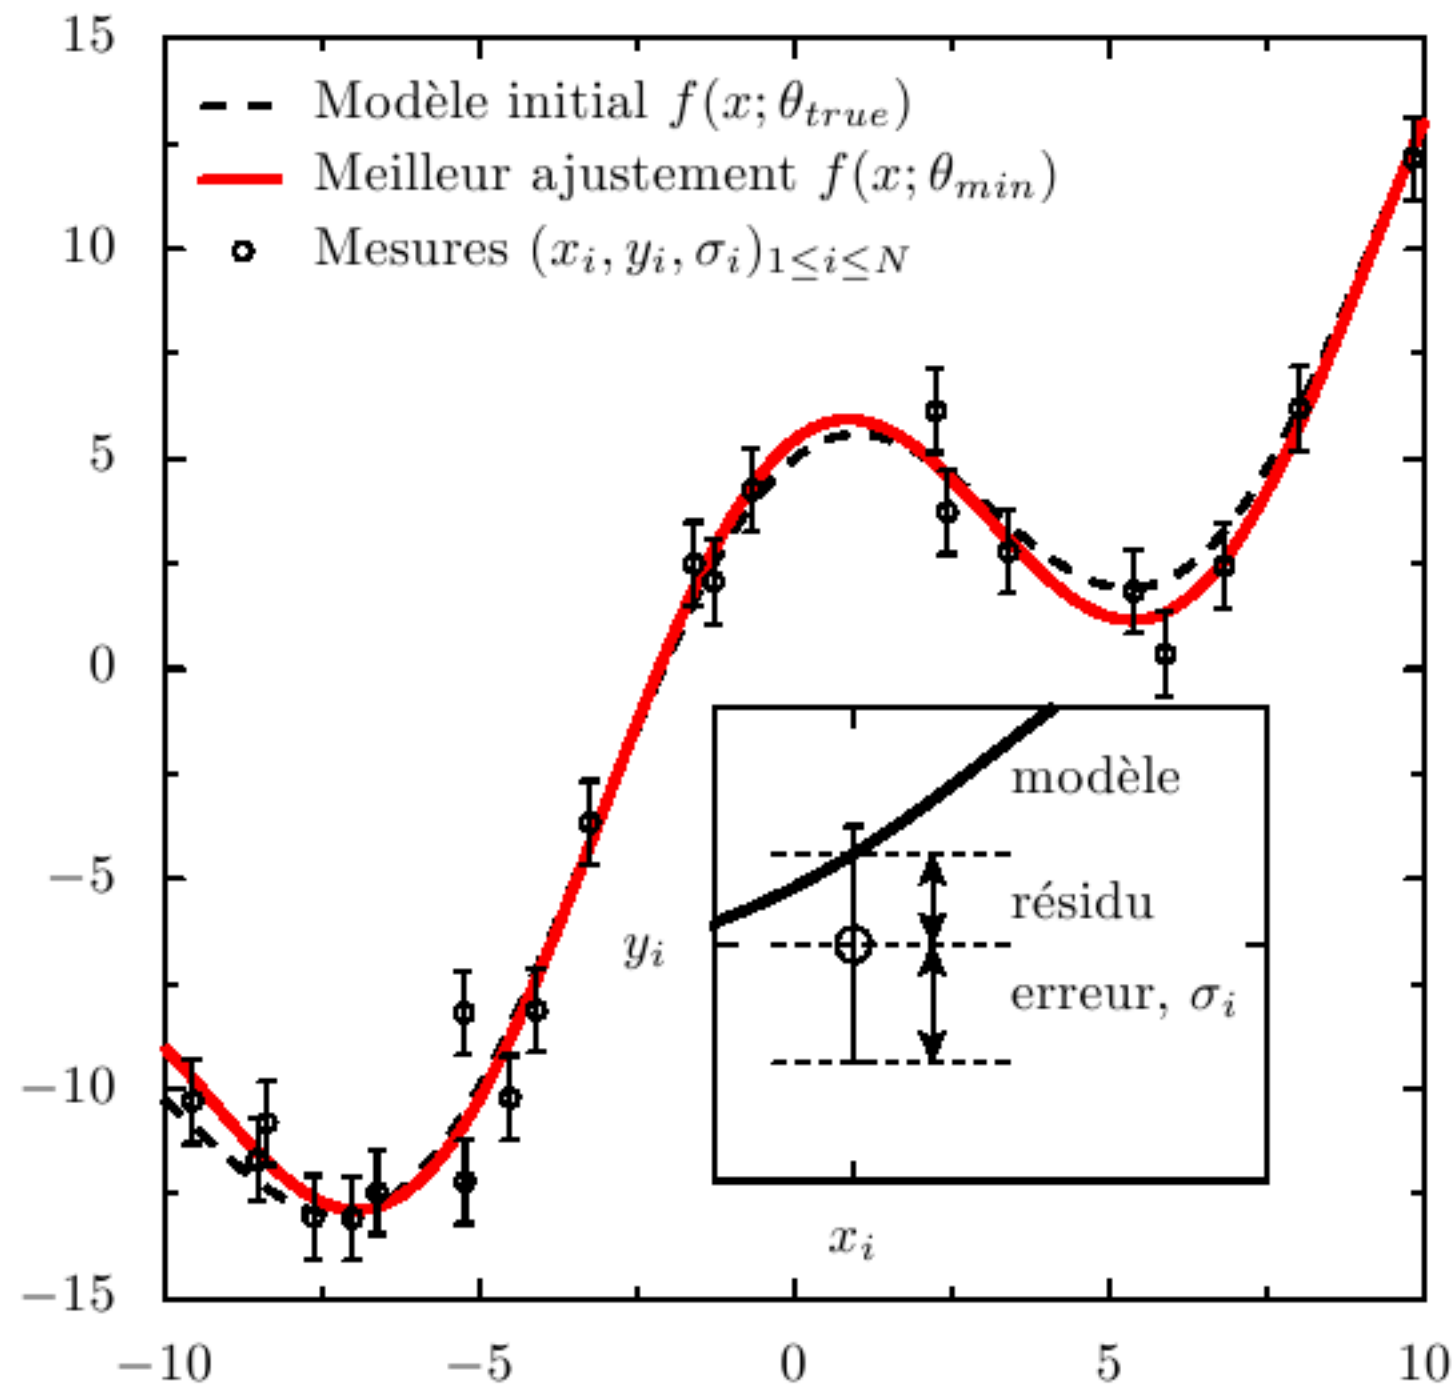 15
Modèle initial f(x; θ_true)
Meilleur ajustement f(x; θ_min)
10
Mesures (x_i, y_i, σ_i)_{1≤i≤N}
5
0
modèle
−5
résidu
y_i
erreur, σ_i
−10
x_i
−15
−10 −5 0 5 10